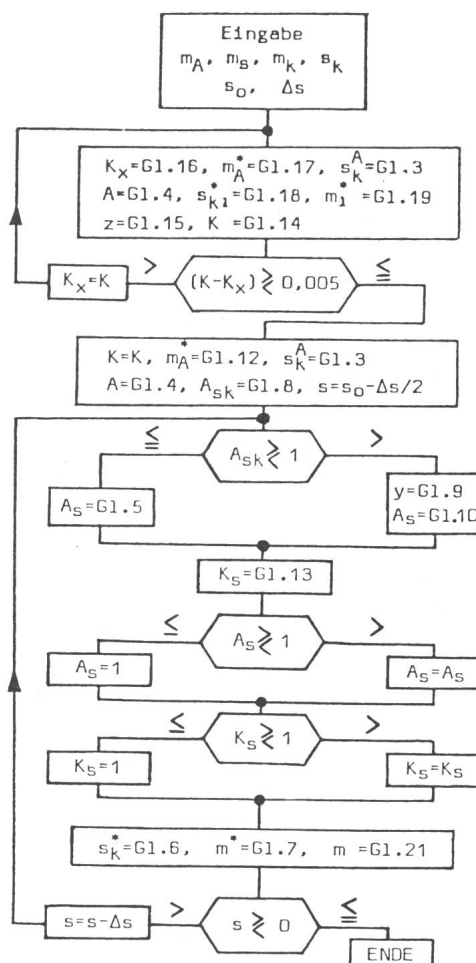 Eingabe
m_A, m_s, m_k, s_k
s_o, Δs
K_x=Gl.16, m_A^*=Gl.17, s_k^A=Gl.3
A=Gl.4, s_k1^*=Gl.18, m_1^*=Gl.19
z=Gl.15, K=Gl.14
K_x=K
>
(K-K_x)≷0,005
≦
K=K, m_A^*=Gl.12, s_k^A=Gl.3
A=Gl.4, A_sk=Gl.8, s=s_o-Δs/2
≦
A_sk⋛1
>
A_s=Gl.5
y=Gl.9
A_s=Gl.10
K_s=Gl.13
≤
A_s⋛1
>
A_s=1
A_s=A_s
≤
K_s⋛1
>
K_s=1
K_s=K_s
s_k^*=Gl.6, m^*=Gl.7, m=Gl.21
s=s-Δs
>
s⋛0
≦
ENDE